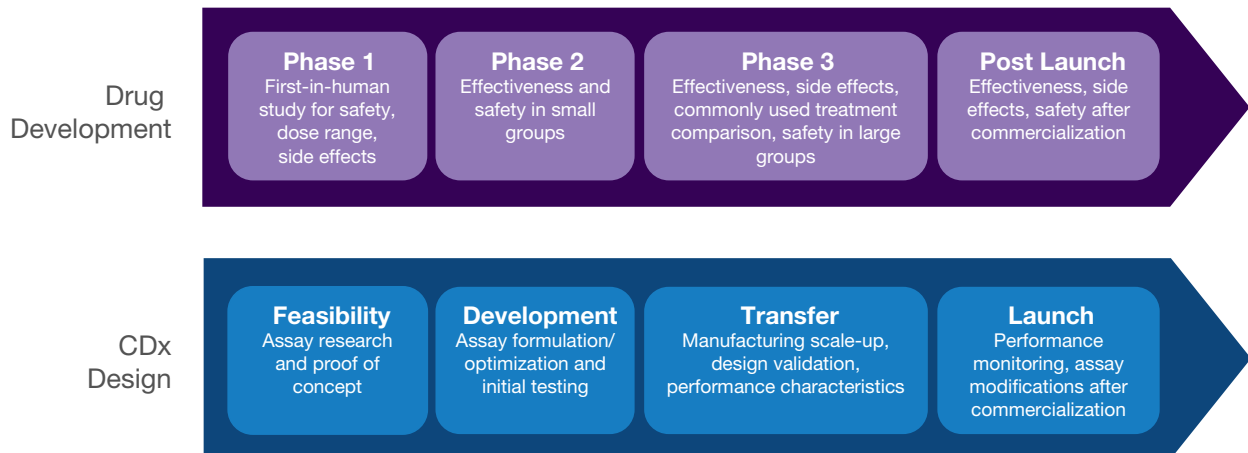 Drug
Development
Phase 1
First-in-human
study for safety,
dose range,
side effects
Phase 2
Effectiveness and
safety in small
groups
Phase 3
Effectiveness, side effects,
commonly used treatment
comparison, safety in large
groups
Post Launch
Effectiveness, side
effects, safety after
commercialization
CDx
Design
Feasibility
Assay research
and proof of
concept
Development
Assay formulation/
optimization and
initial testing
Transfer
Manufacturing scale-up,
design validation,
performance characteristics
Launch
Performance
monitoring, assay
modifications after
commercialization